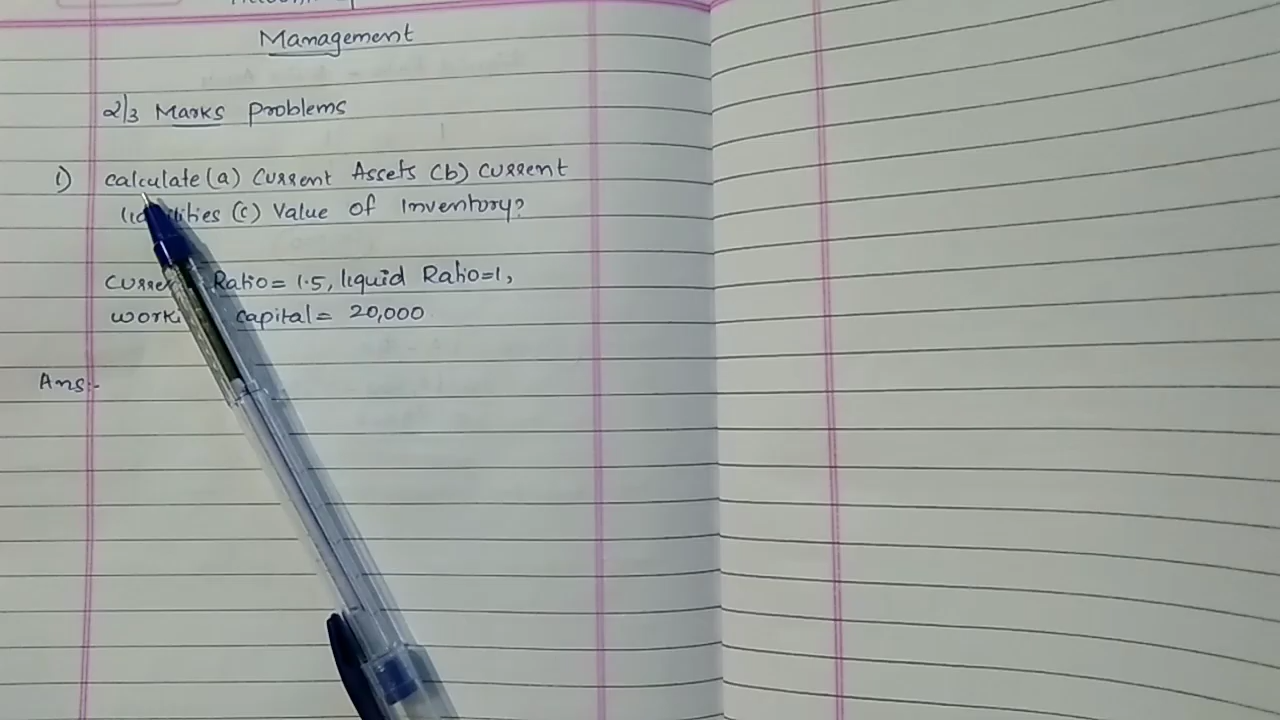 Management
2/3 Marks Problems
1) Calculate (a) Current Assets (b) Current
(c) Value of Inventory?
Ratio = 1.5, liquid Ratio=1,
capital = 20,000
Ans:-